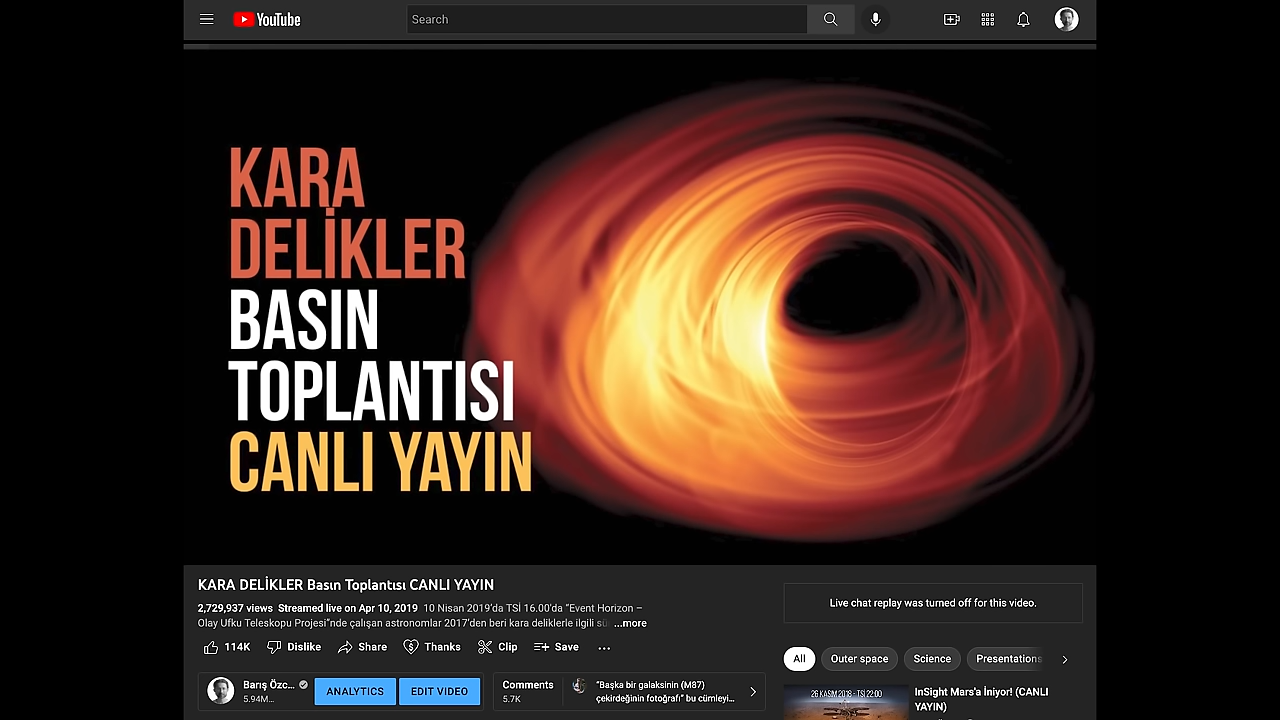 YouTube
Search
KARA
DELİKLER
BASIN
TOPLANTISI
CANLI YAYIN
KARA DELİKLER Basın Toplantısı CANLI YAYIN
2,729,937 views Streamed live on Apr 10, 2019 10 Nisan 2019'da TSİ 16.00'da “Event Horizon –
Olay Ufku Teleskopu Projesi”nde çalışan astronomlar 2017'den beri kara deliklerle ilgili sü ...more
114K Dislike Share Thanks Clip Save
Barış Özc...
5.94M...
ANALYTICS
EDIT VIDEO
Comments
5.7K
“Başka bir galaksinin (M87)
çekirdeğinin fotoğrafı” bu cümleyi...
Live chat replay was turned off for this video.
All Outer space Science Presentations
26 KASIM 2018 - TSİ 22:00
InSight Mars'a İniyor! (CANLI
YAYIN)